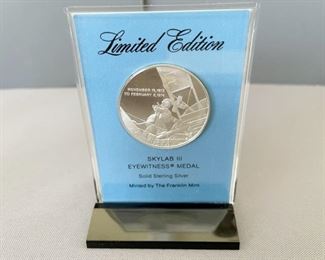 Limited Edition
NOVEMBER 16, 1973
TO FEBRUARY 8, 1974
SKYLAB III
EYEWITNESS® MEDAL
Solid Sterling Silver
Minted by The Franklin Mint